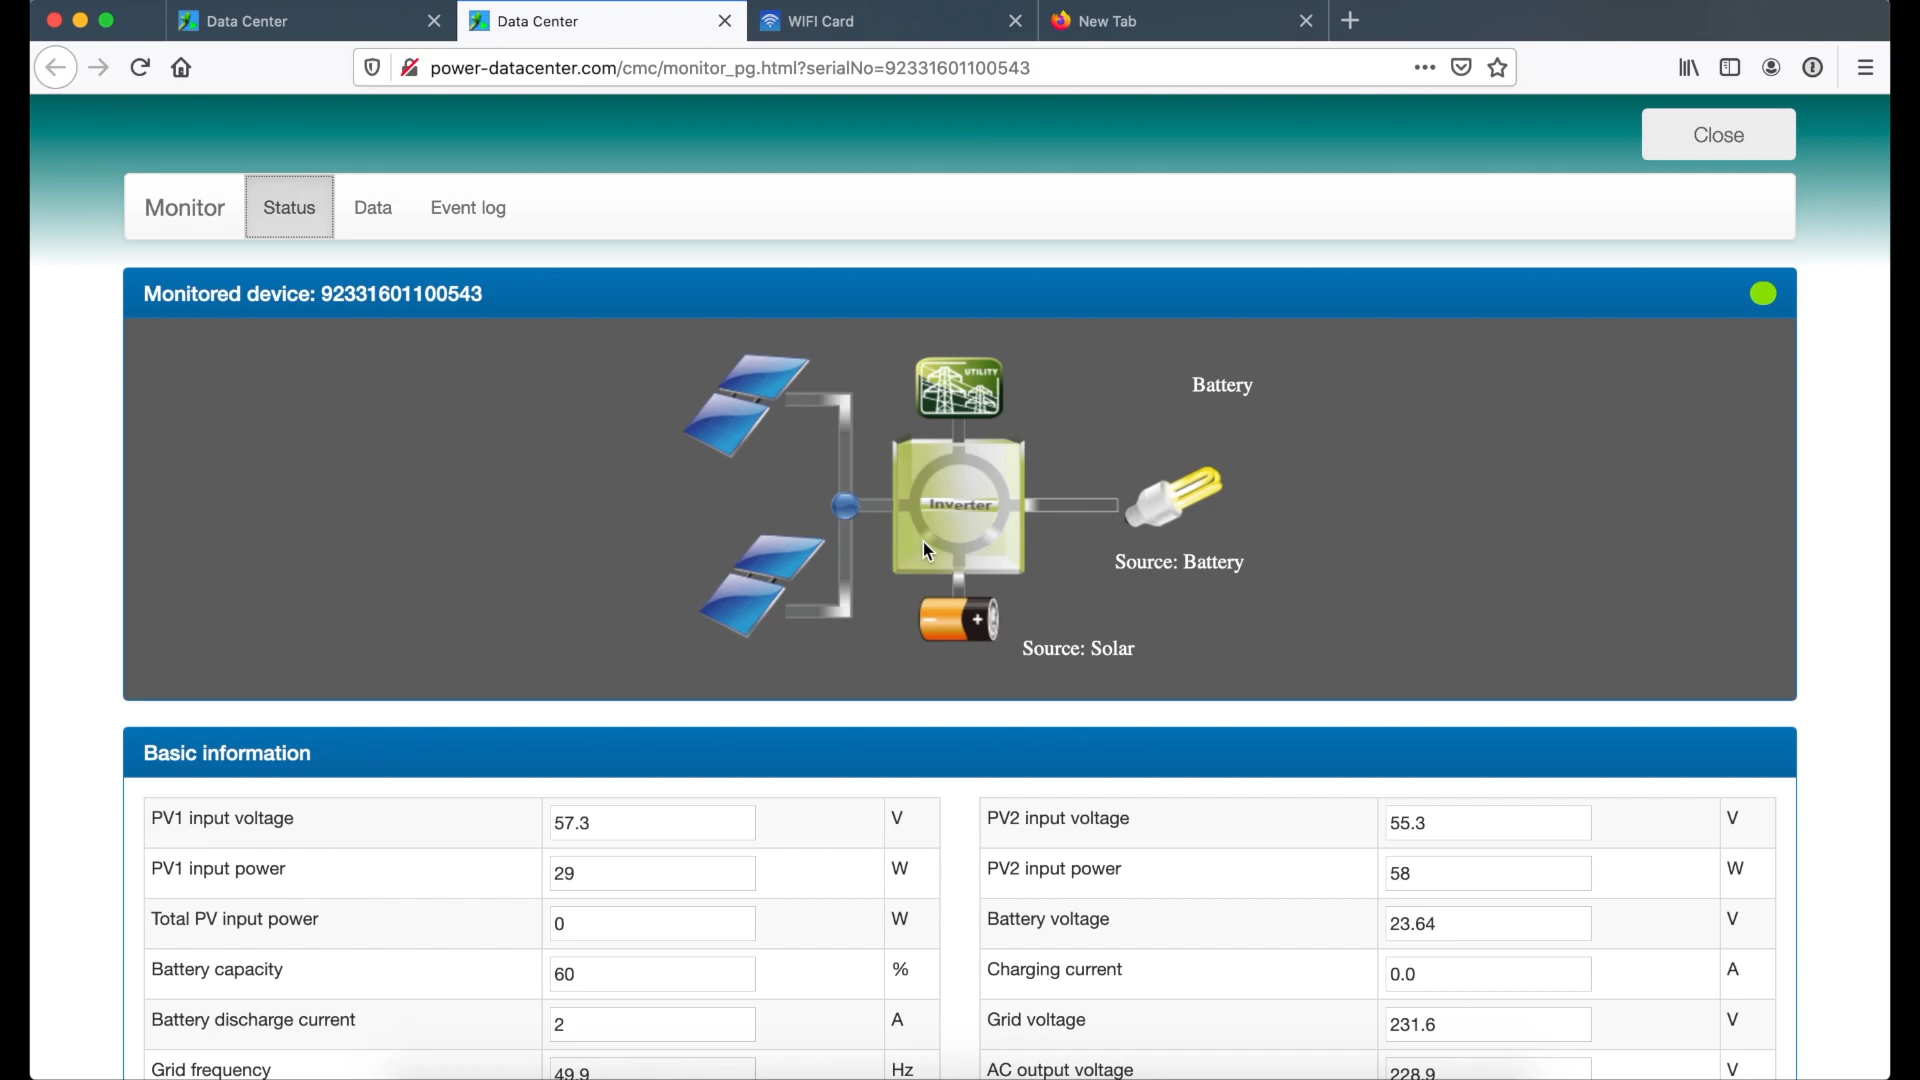 Data Center
Data Center
WIFI Card
New Tab
power-datacenter.com/cmc/monitor_pg.html?serialNo=92331601100543
Close
Monitor Status Data Event log
Monitored device: 92331601100543
UTILITY
Battery
Inverter
Source: Battery
Source: Solar
Basic information
PV1 input voltage 57.3 V PV2 input voltage 55.3 V
PV1 input power 29 W PV2 input power 58 W
Total PV input power 0 W Battery voltage 23.64 V
Battery capacity 60 % Charging current 0.0 A
Battery discharge current 2 A Grid voltage 231.6 V
Grid frequency 49.9 Hz AC output voltage 228.9 V